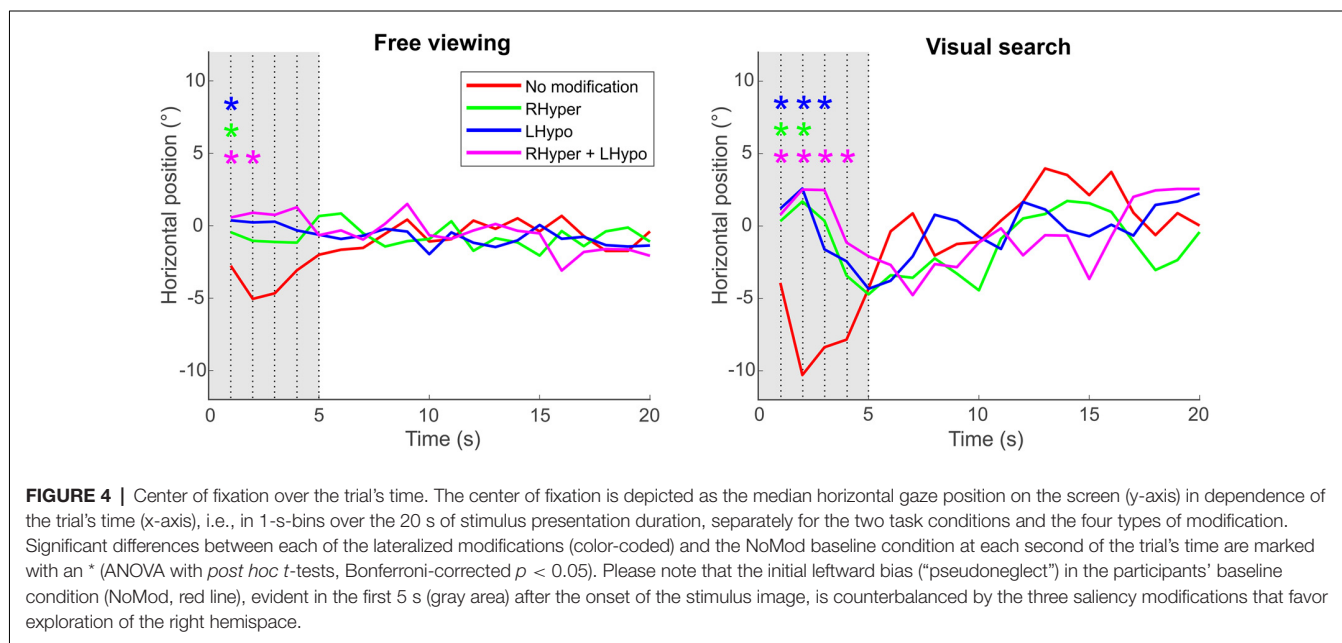 Free viewing
Visual search
Horizontal position (°)
10
5
0
-5
-10
0
5
10
15
20
Time (s)
No modification
RHyper
LHypo
RHyper + LHypo
*
*
* *
Horizontal position (°)
10
5
0
-5
-10
0
5
10
15
20
Time (s)
* * *
* *
* * * *
FIGURE 4 | Center of fixation over the trial's time. The center of fixation is depicted as the median horizontal gaze position on the screen (y-axis) in dependence of
the trial's time (x-axis), i.e., in 1-s-bins over the 20 s of stimulus presentation duration, separately for the two task conditions and the four types of modification.
Significant differences between each of the lateralized modifications (color-coded) and the NoMod baseline condition at each second of the trial's time are marked
with an * (ANOVA with post hoc t-tests, Bonferroni-corrected p < 0.05). Please note that the initial leftward bias (“pseudoneglect”) in the participants' baseline
condition (NoMod, red line), evident in the first 5 s (gray area) after the onset of the stimulus image, is counterbalanced by the three saliency modifications that favor
exploration of the right hemispace.